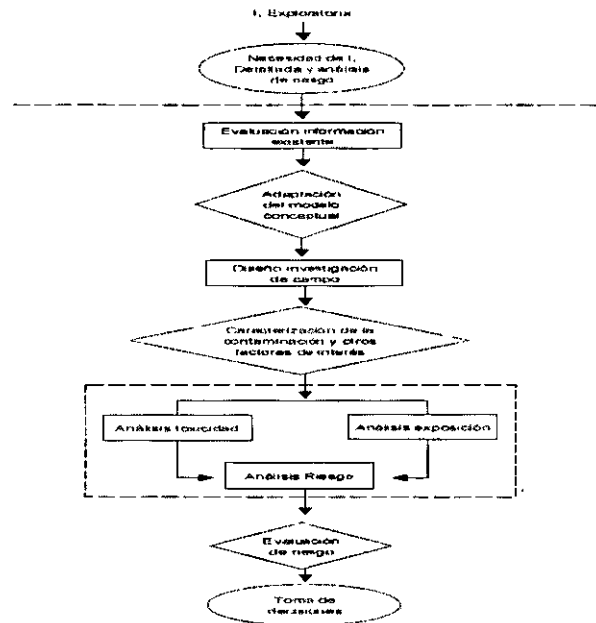 I. Exploratoria
Necesidad de I.
Detallada y análisis
de riesgo
Evaluación información
existente
Adaptación
del modelo
conceptual
Diseño investigación
de campo
Caracterización de la
contaminación y otros
factores de interés
Análisis toxicidad
Análisis exposición
Análisis Riesgo
Evaluación
de riesgo
Toma de
decisiones